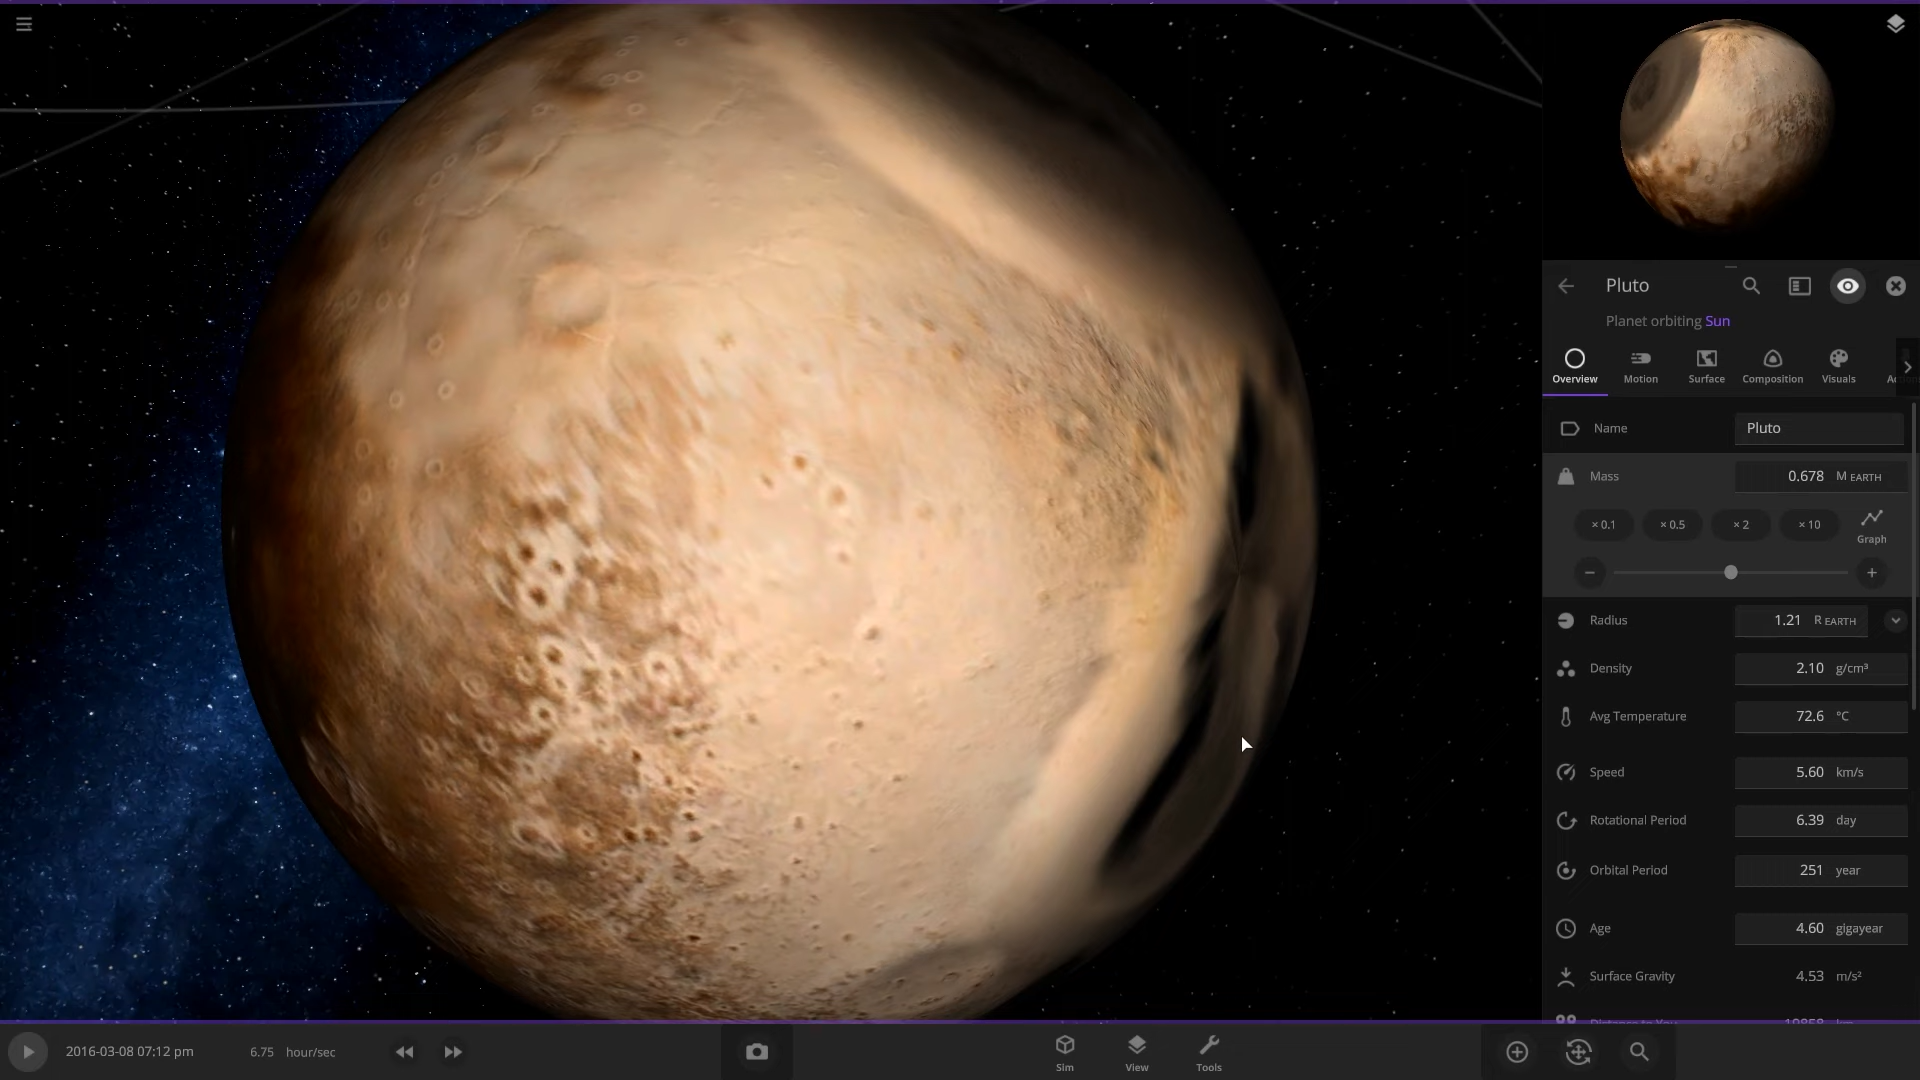 Pluto
Planet orbiting Sun
Overview Motion Surface Composition Visuals
Name Pluto
Mass 0.678 M EARTH
× 0.1 × 0.5 × 2 × 10 Graph
Radius 1.21 R EARTH
Density 2.10 g/cm³
Avg Temperature 72.6 °C
Speed 5.60 km/s
Rotational Period 6.39 day
Orbital Period 251 year
Age 4.60 gigayear
Surface Gravity 4.53 m/s²
2016-03-08 07:12 pm 6.75 hour/sec
Sim View Tools